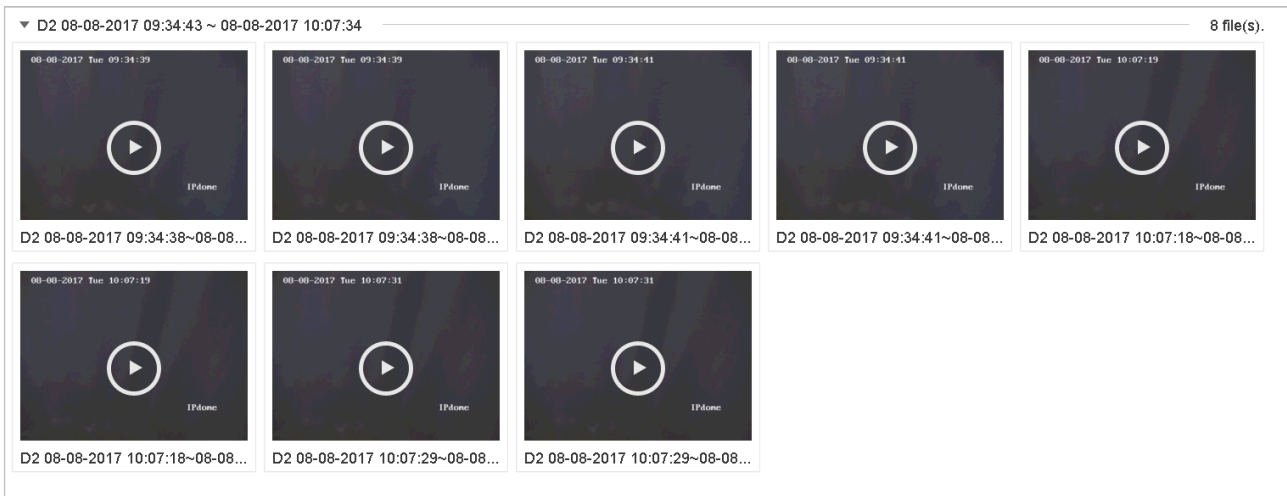 D2 08-08-2017 09:34:43 ~ 08-08-2017 10:07:34 8 file(s).
08-08-2017 Tue 09:34:39 08-08-2017 Tue 09:34:39 08-08-2017 Tue 09:34:41 08-08-2017 Tue 09:34:41 08-08-2017 Tue 10:07:19
IPdome IPdome IPdome IPdome IPdome
D2 08-08-2017 09:34:38~08-08... D2 08-08-2017 09:34:38~08-08... D2 08-08-2017 09:34:41~08-08... D2 08-08-2017 09:34:41~08-08... D2 08-08-2017 10:07:18~08-08...
08-08-2017 Tue 10:07:19 08-08-2017 Tue 10:07:31 08-08-2017 Tue 10:07:31
IPdome IPdome IPdome
D2 08-08-2017 10:07:18~08-08... D2 08-08-2017 10:07:29~08-08... D2 08-08-2017 10:07:29~08-08...